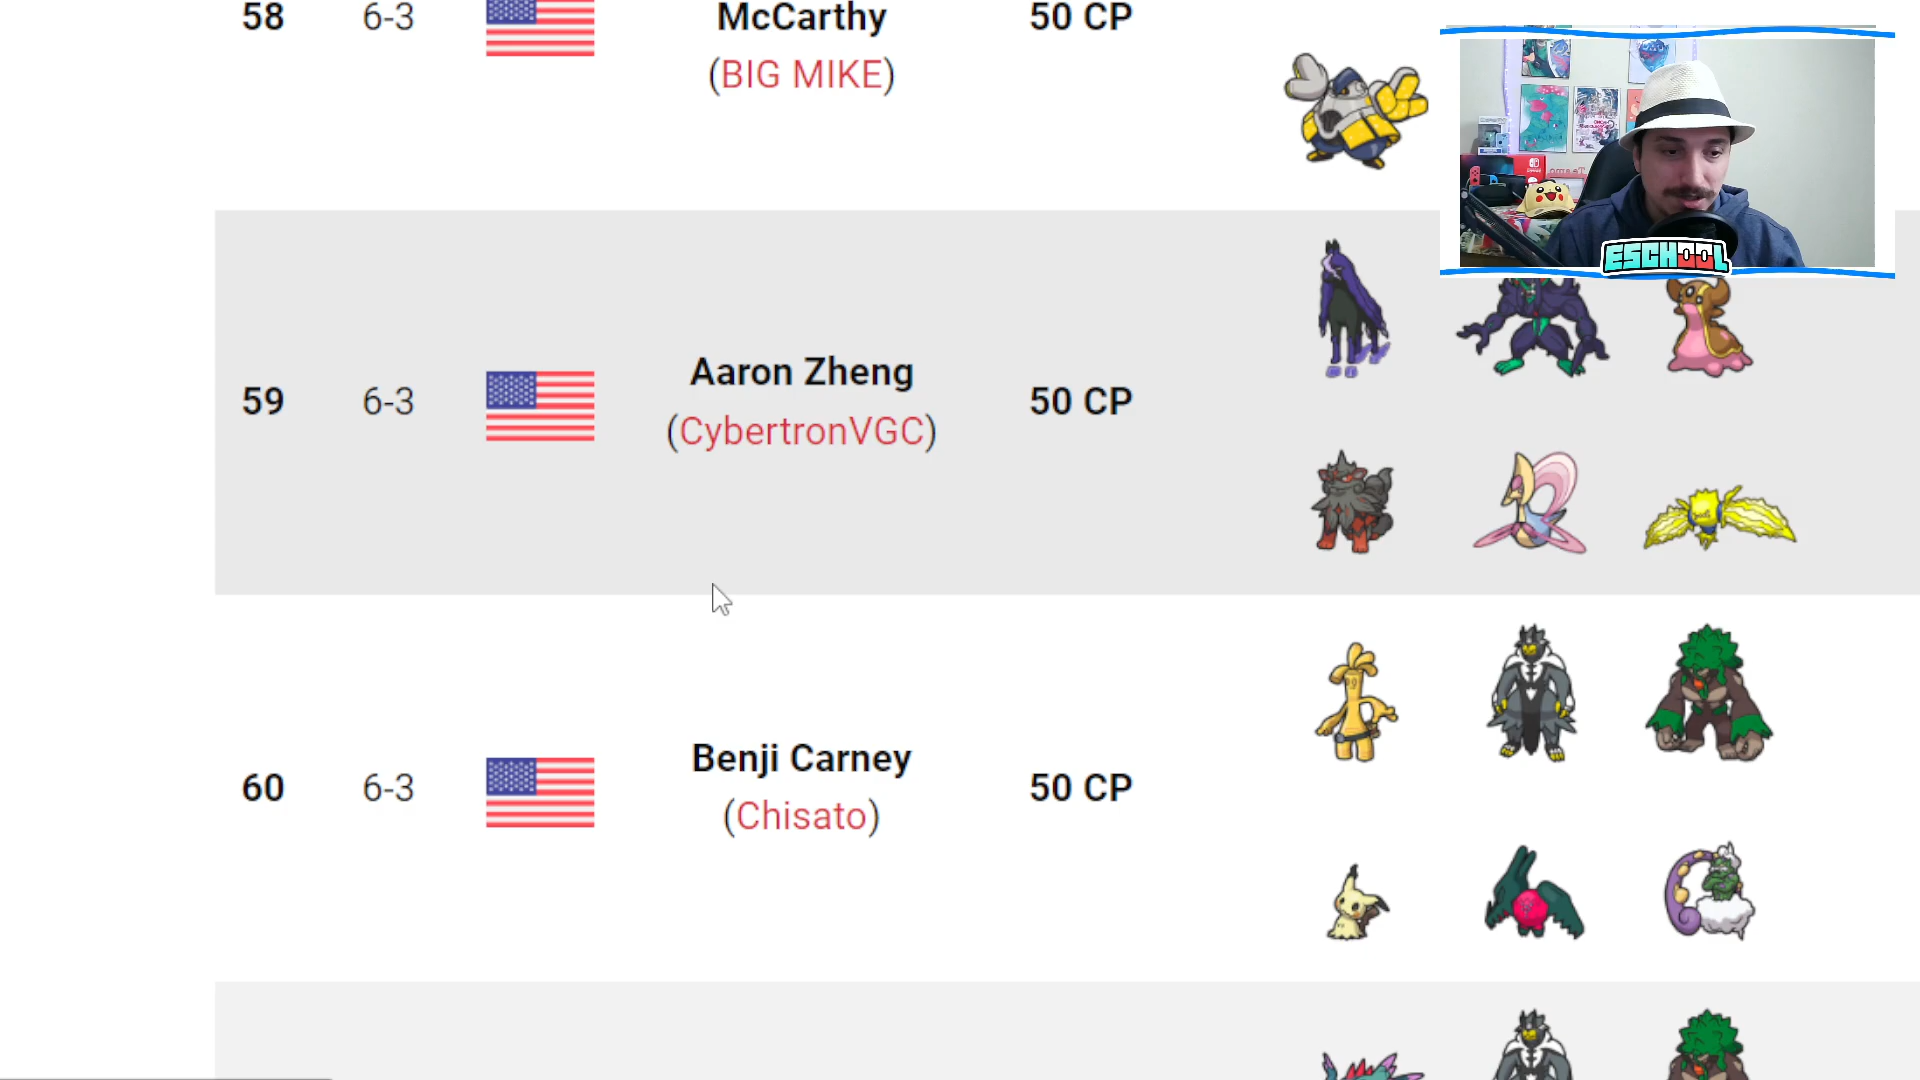 58 6-3 McCarthy 50 CP
(BIG MIKE)
ESCHOOL
59 6-3 Aaron Zheng 50 CP
(CybertronVGC)
60 6-3 Benji Carney 50 CP
(Chisato)